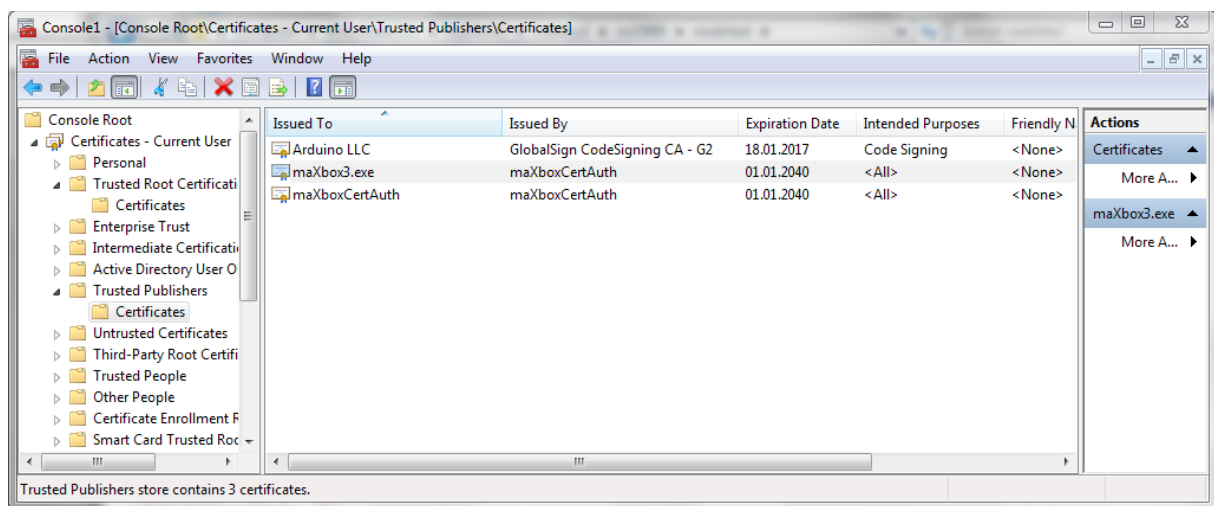 Console1 - [Console Root\Certificates - Current User\Trusted Publishers\Certificates]
File Action View Favorites Window Help
Console Root
Certificates - Current User
Personal
Trusted Root Certificati
Certificates
Enterprise Trust
Intermediate Certificati
Active Directory User O
Trusted Publishers
Certificates
Untrusted Certificates
Third-Party Root Certifi
Trusted People
Other People
Certificate Enrollment R
Smart Card Trusted Roo
Issued To Issued By Expiration Date Intended Purposes Friendly N
Arduino LLC GlobalSign CodeSigning CA - G2 18.01.2017 Code Signing <None>
maXbox3.exe maXboxCertAuth 01.01.2040 <All> <None>
maXboxCertAuth maXboxCertAuth 01.01.2040 <All> <None>
Actions
Certificates
More A...
maXbox3.exe
More A...
Trusted Publishers store contains 3 certificates.